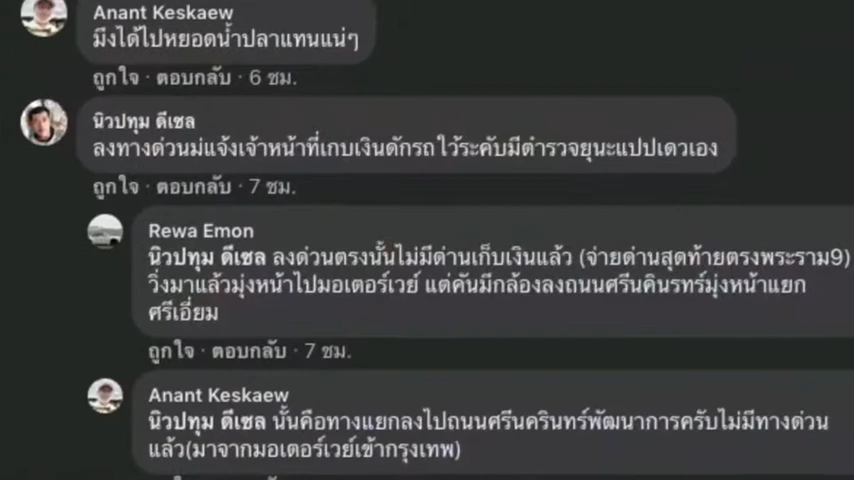 Anant Keskaew
มึงได้ไปหยอดน้ำปลาแทนแน่ๆ
ถูกใจ · ตอบกลับ · 6 ชม.
นิวปทุม ดีเซล
ลงทางด่วนม่แจ้งเจ้าหน้าที่เกบเงินดักรถไว้ระคับมีตำรวจยุนะแปปเดวเอง
ถูกใจ · ตอบกลับ · 7 ชม.
Rewa Emon
นิวปทุม ดีเซล ลงด่วนตรงนั้นไม่มีด่านเก็บเงินแล้ว (จ่ายด่านสุดท้ายตรงพระราม9)
วิ่งมาแล้วมุ่งหน้าไปมอเตอร์เวย์ แต่คันมีกล้องลงถนนศรีนคินรทร์มุ่งหน้าแยก
ศรีเอี่ยม
ถูกใจ · ตอบกลับ · 7 ชม.
Anant Keskaew
นิวปทุม ดีเซล นั้นคือทางแยกลงไปถนนศรีนครินทร์พัฒนาการครับไม่มีทางด่วน
แล้ว(มาจากมอเตอร์เวย์เข้ากรุงเทพ)